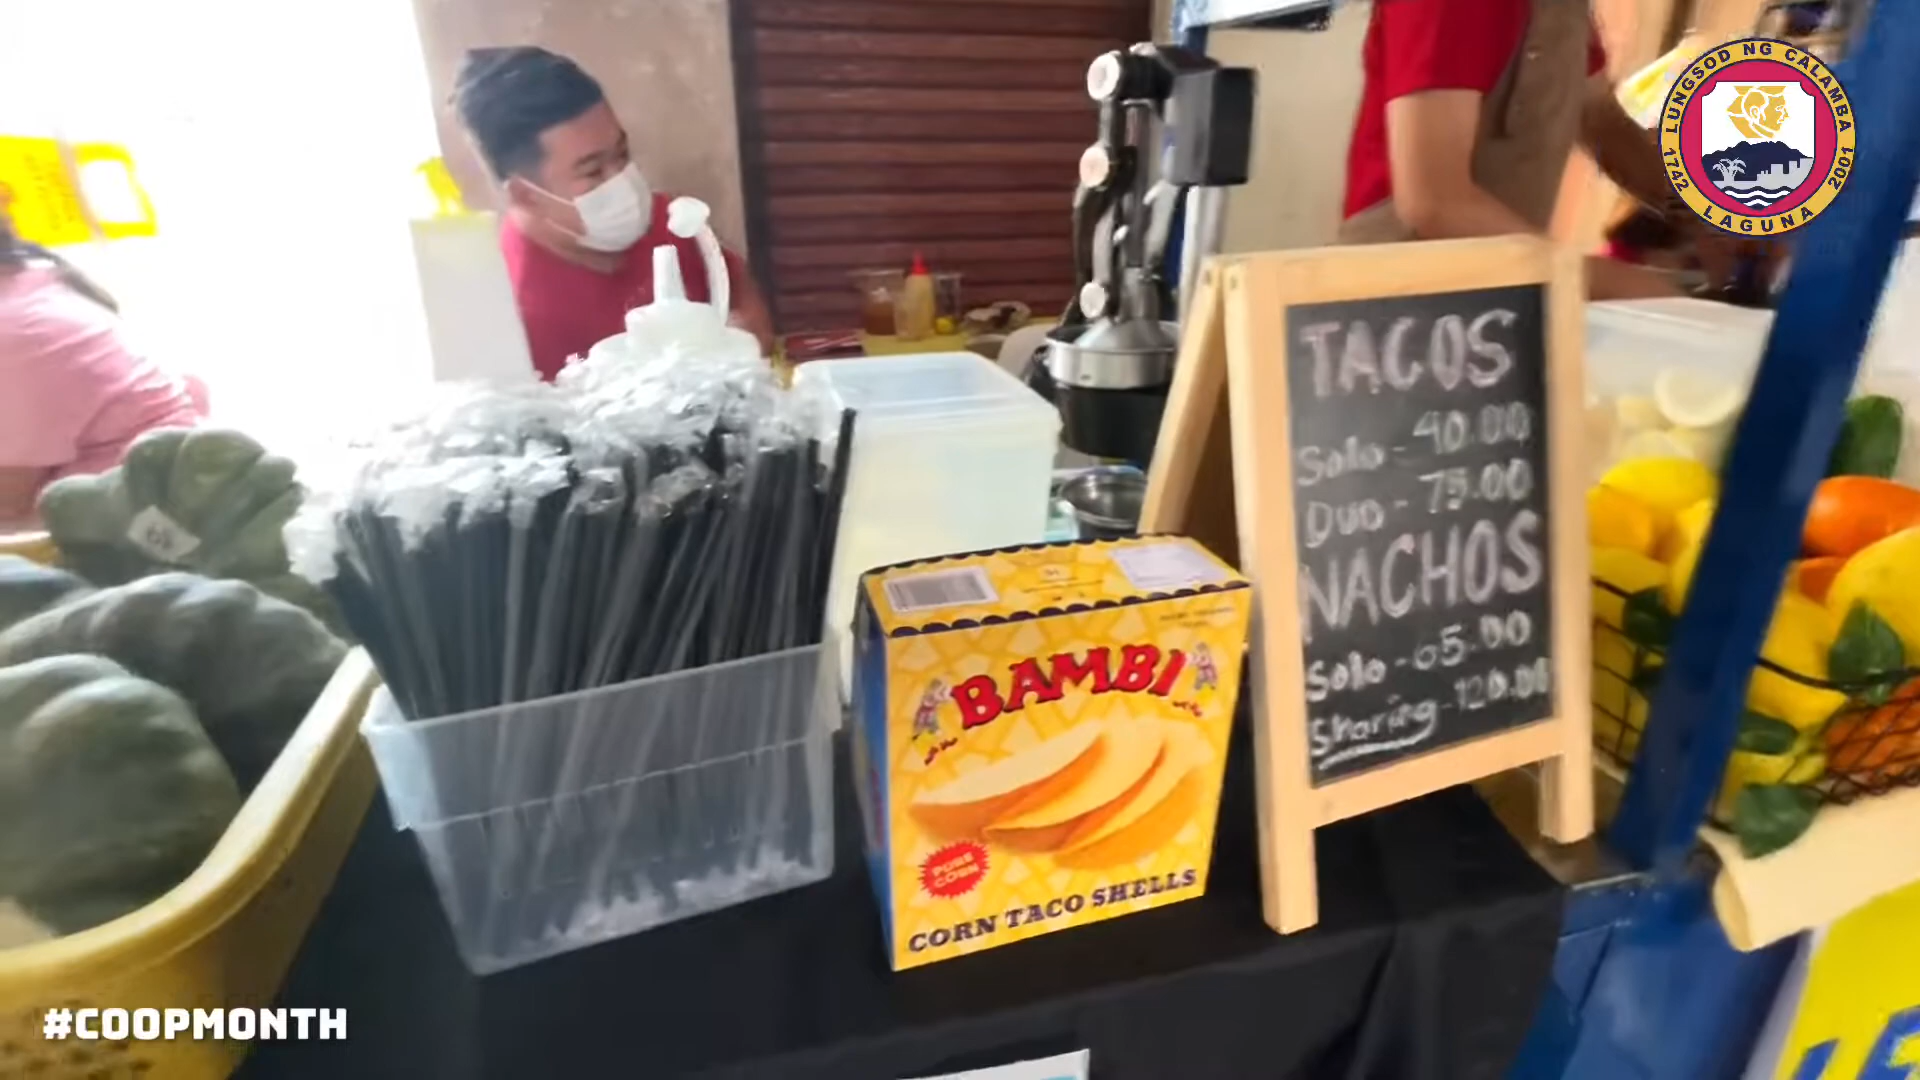 LUNGSOD NG CALAMBA
1742
2001
LAGUNA
TACOS
Solo - 40.00
Duo - 75.00
NACHOS
Solo - 65.00
Sharing - 120.00
BAMBI
PURE
CORN
CORN TACO SHELLS
#COOPMONTH